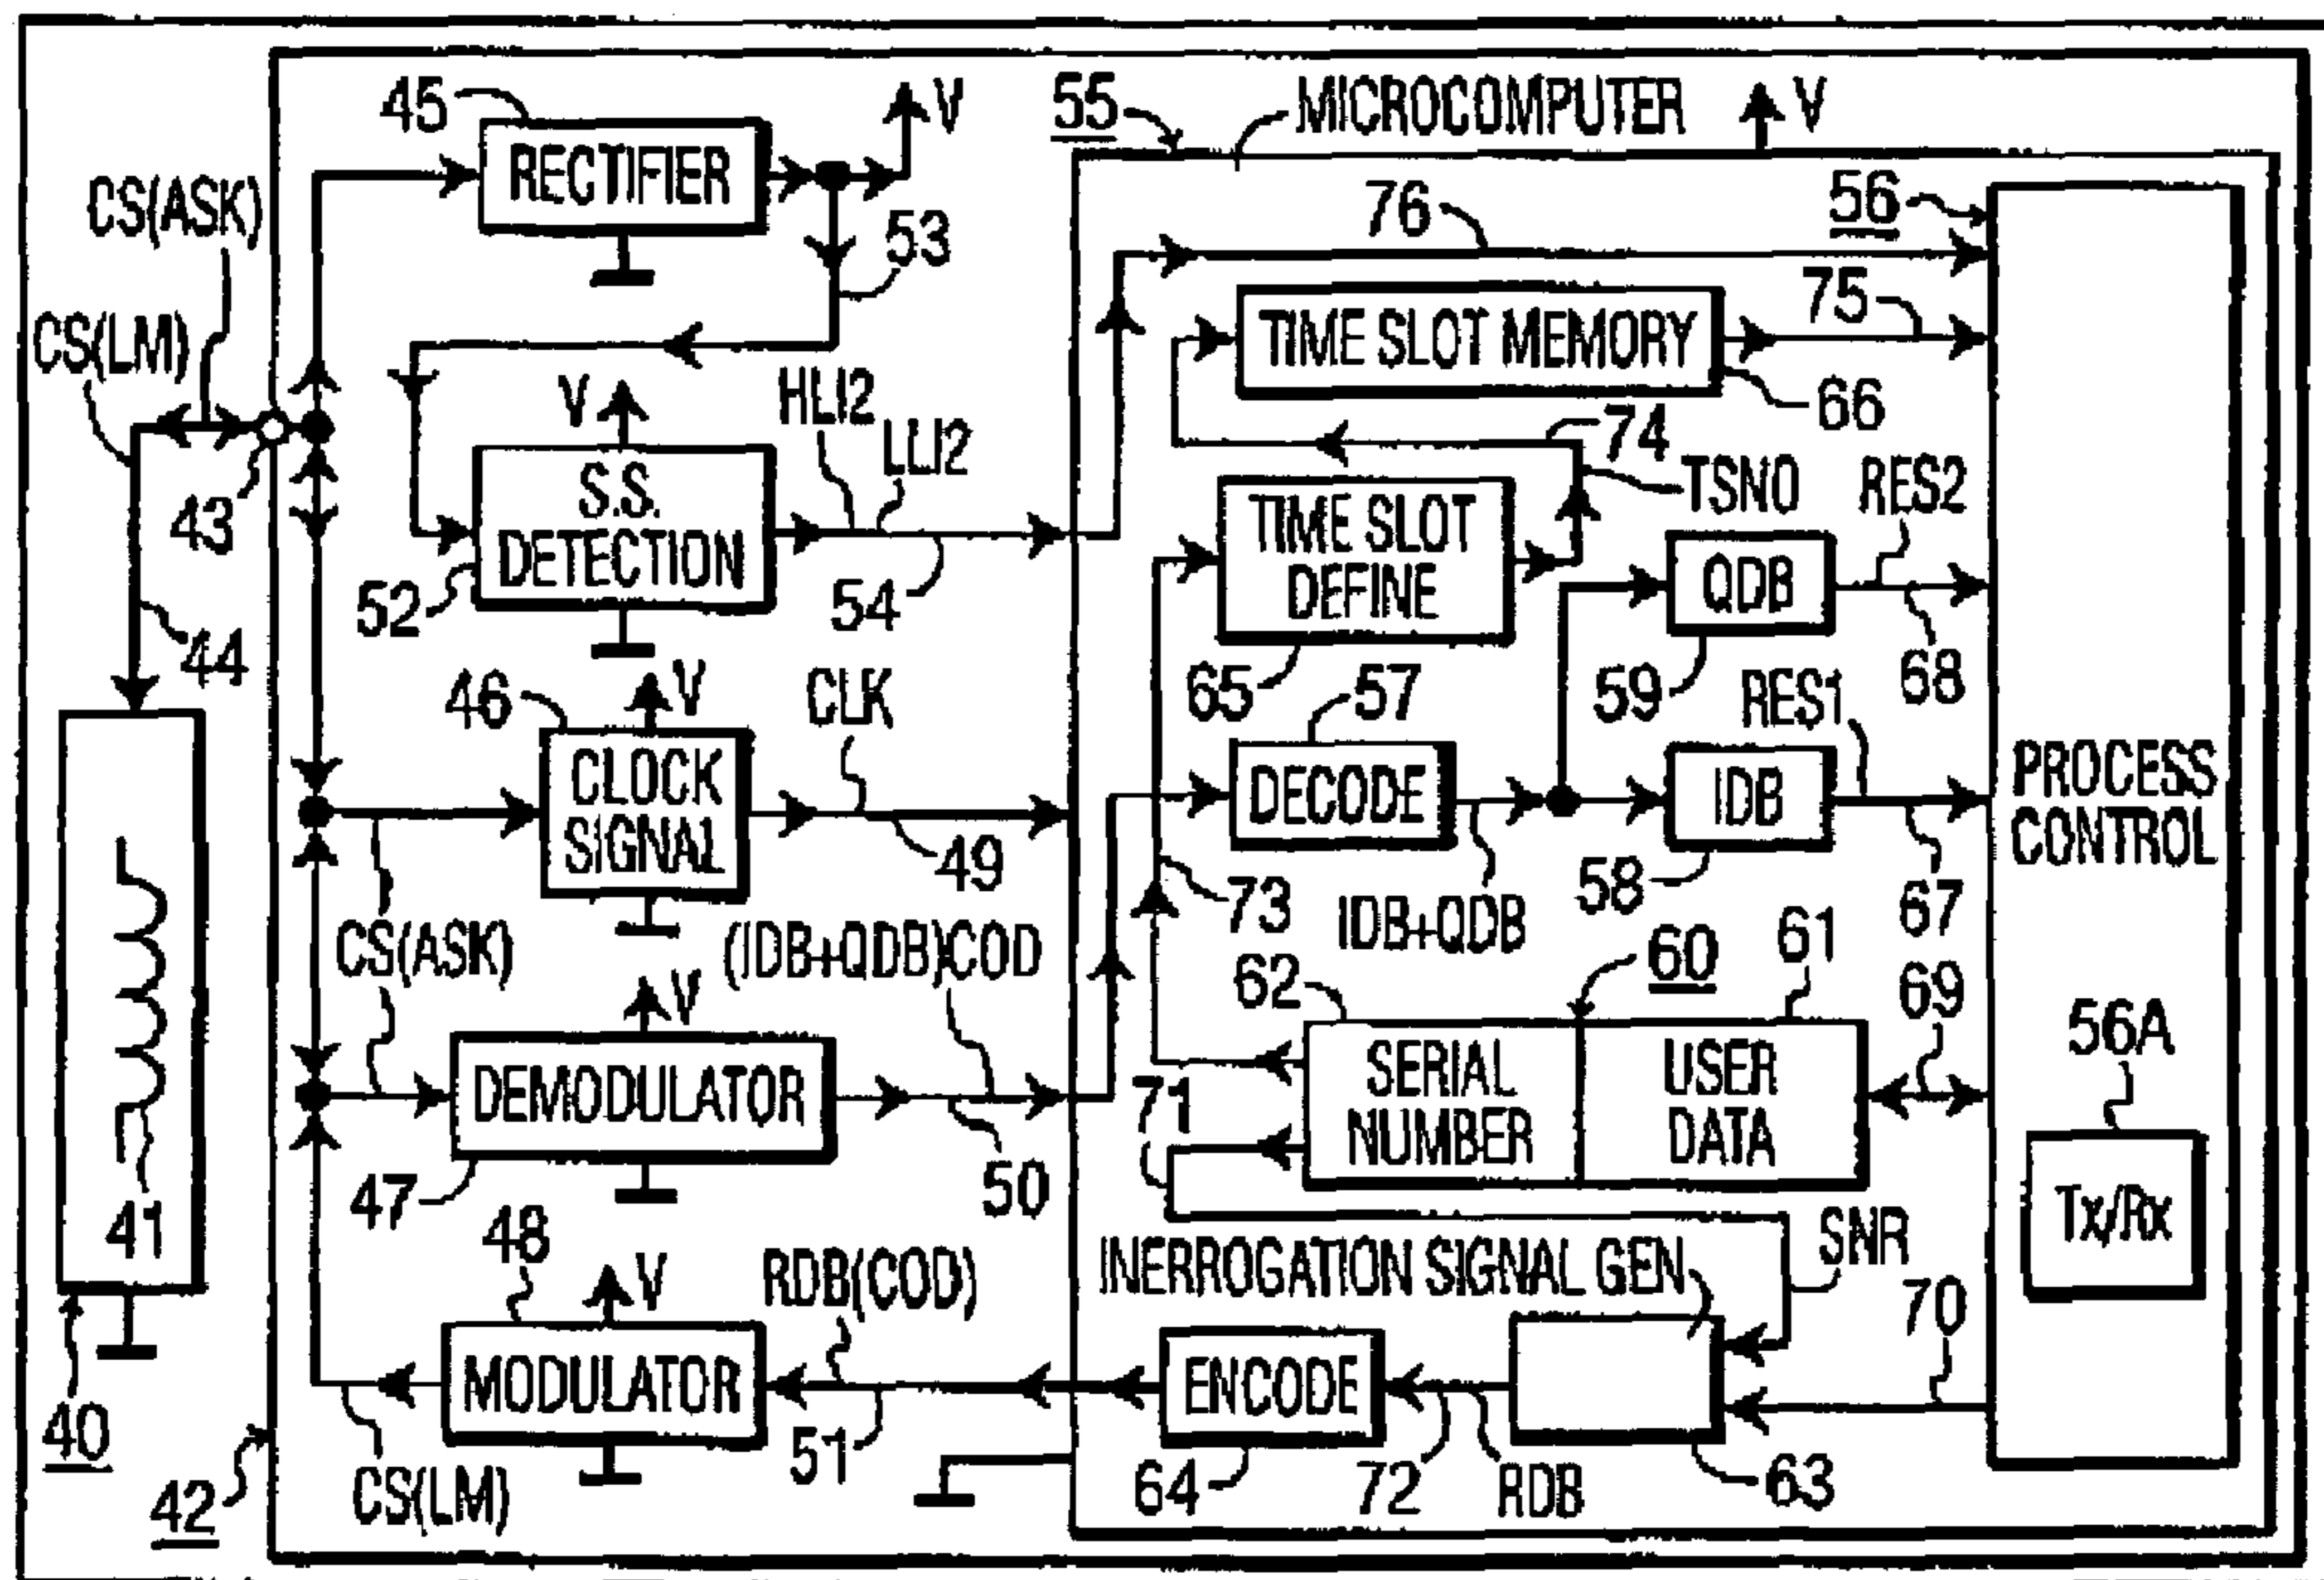 45
RECTIFIER
V
55
MICROCOMPUTER
V
CS(ASK)
53
76
56
CS(LM)
TIME SLOT MEMORY
75
66
V
HLI2
LLI2
74
43
S.S.
DETECTION
52
54
TIME SLOT
DEFINE
TSNO
RES2
QDB
65
59
68
44
46
V
CLK
57
RES1
CLOCK
SIGNAL
49
DECODE
IDB
PROCESS
CONTROL
73
58
67
CS(ASK)
(IDB+QDB)COD
IDB+QDB
60
61
V
62
69
56A
DEMODULATOR
47
50
71
SERIAL
NUMBER
USER
DATA
Tx/Rx
41
48
V
RDB(COD)
INERROGATION SIGNAL GEN
SNR
70
MODULATOR
ENCODE
40
51
42
CS(LM)
64
72
RDB
63